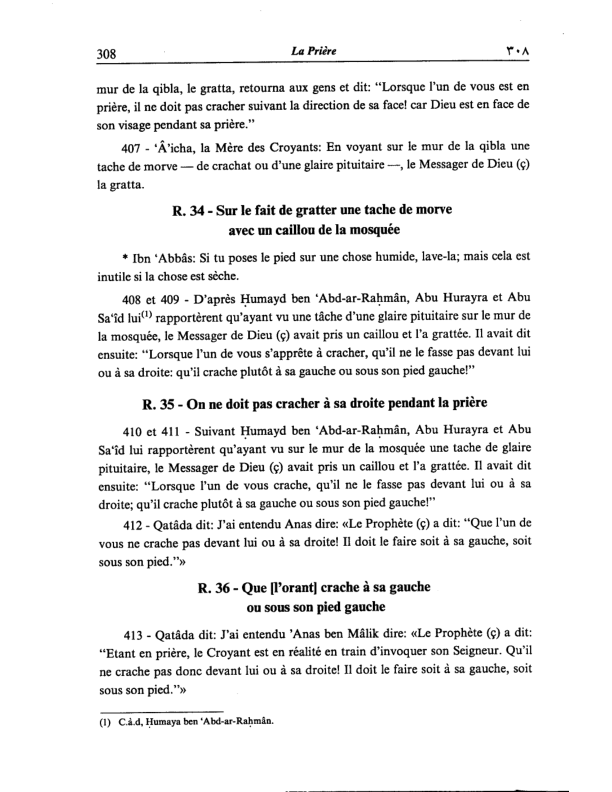 308 La Prière ٣٠٨
mur de la qibla, le gratta, retourna aux gens et dit: “Lorsque l’un de vous est en
prière, il ne doit pas cracher suivant la direction de sa face! car Dieu est en face de
son visage pendant sa prière.”
407 - ‘Â’icha, la Mère des Croyants: En voyant sur le mur de la qibla une
tache de morve — de crachat ou d’une glaire pituitaire —, le Messager de Dieu (ç)
la gratta.
R. 34 - Sur le fait de gratter une tache de morve
avec un caillou de la mosquée
* Ibn ‘Abbâs: Si tu poses le pied sur une chose humide, lave-la; mais cela est
inutile si la chose est sèche.
408 et 409 - D’après Ḥumayd ben ‘Abd-ar-Raḥmân, Abu Hurayra et Abu
Sa‘îd lui(1) rapportèrent qu’ayant vu une tâche d’une glaire pituitaire sur le mur de
la mosquée, le Messager de Dieu (ç) avait pris un caillou et l’a grattée. Il avait dit
ensuite: “Lorsque l’un de vous s’apprête à cracher, qu’il ne le fasse pas devant lui
ou à sa droite: qu’il crache plutôt à sa gauche ou sous son pied gauche!”
R. 35 - On ne doit pas cracher à sa droite pendant la prière
410 et 411 - Suivant Ḥumayd ben ‘Abd-ar-Raḥmân, Abu Hurayra et Abu
Sa‘îd lui rapportèrent qu’ayant vu sur le mur de la mosquée une tache de glaire
pituitaire, le Messager de Dieu (ç) avait pris un caillou et l’a grattée. Il avait dit
ensuite: “Lorsque l’un de vous crache, qu’il ne le fasse pas devant lui ou à sa
droite; qu’il crache plutôt à sa gauche ou sous son pied gauche!”
412 - Qatâda dit: J’ai entendu Anas dire: «Le Prophète (ç) a dit: “Que l’un de
vous ne crache pas devant lui ou à sa droite! Il doit le faire soit à sa gauche, soit
sous son pied.”»
R. 36 - Que [l’orant] crache à sa gauche
ou sous son pied gauche
413 - Qatâda dit: J’ai entendu ’Anas ben Mâlik dire: «Le Prophète (ç) a dit:
“Etant en prière, le Croyant est en réalité en train d’invoquer son Seigneur. Qu’il
ne crache pas donc devant lui ou à sa droite! Il doit le faire soit à sa gauche, soit
sous son pied.”»
(1) C.à.d, Ḥumaya ben ‘Abd-ar-Raḥmân.